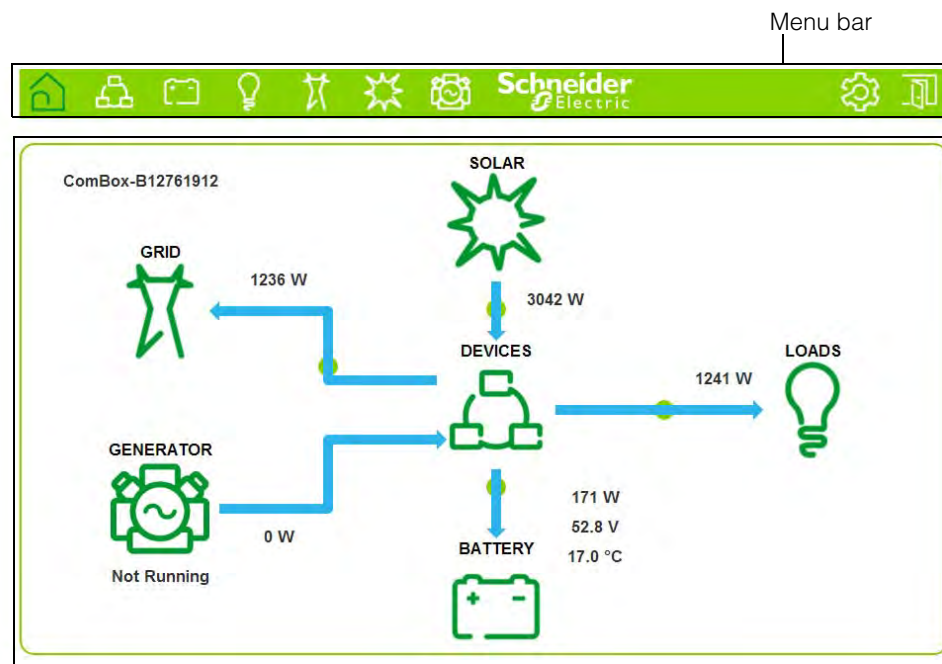 Menu bar
Schneider
Electric
ComBox-B12761912
SOLAR
GRID
1236 W
3042 W
DEVICES
LOADS
1241 W
GENERATOR
0 W
Not Running
171 W
52.8 V
17.0 °C
BATTERY